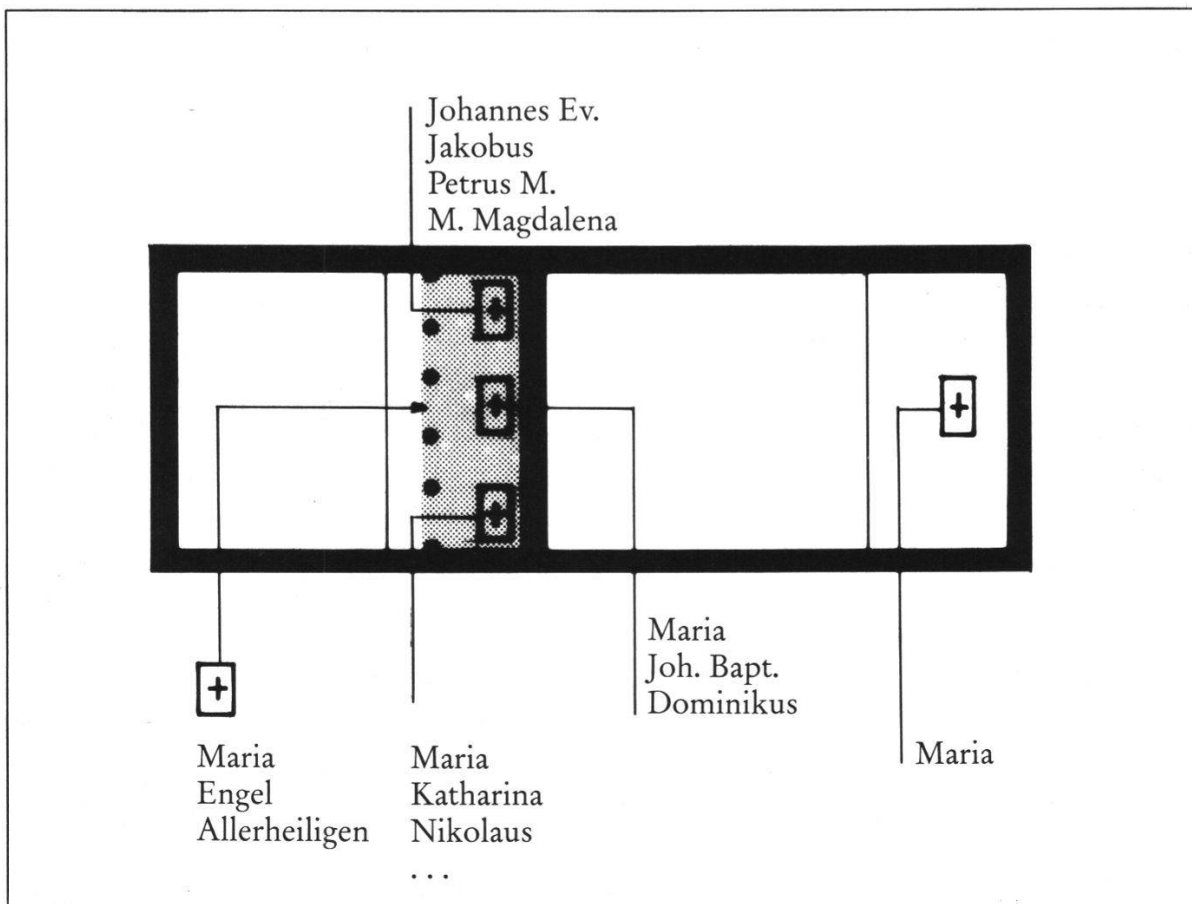 Johannes Ev.
Jakobus
Petrus M.
M. Magdalena
Maria
Joh. Bapt.
Dominikus
Maria
Maria
Engel
Allerheiligen
Maria
Katharina
Nikolaus
. . .